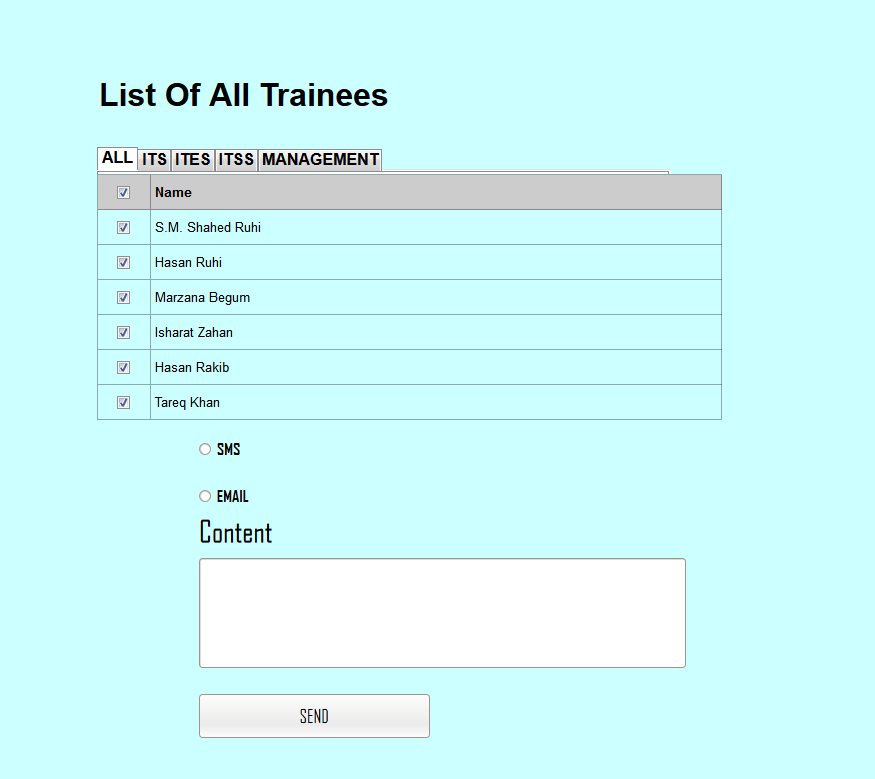 List Of All Trainees
ALL ITS ITES ITSS MANAGEMENT
Name
S.M. Shahed Ruhi
Hasan Ruhi
Marzana Begum
Isharat Zahan
Hasan Rakib
Tareq Khan
SMS
EMAIL
Content
SEND